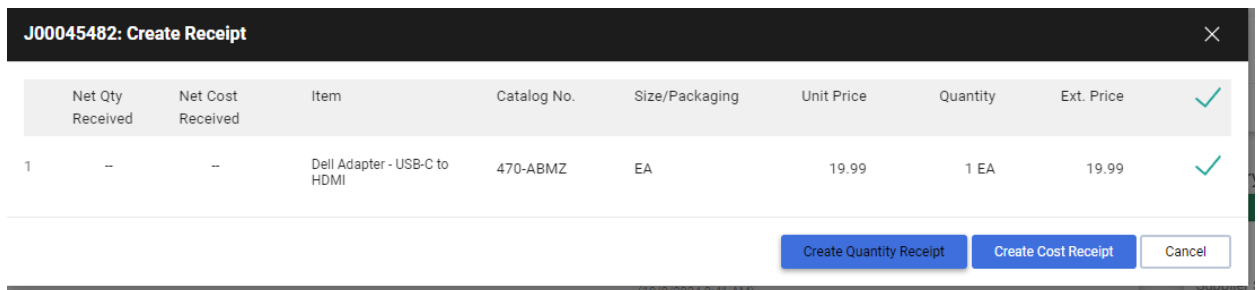 J00045482: Create Receipt
Net Qty Received Net Cost Received Item Catalog No. Size/Packaging Unit Price Quantity Ext. Price
1 -- -- Dell Adapter - USB-C to HDMI 470-ABMZ EA 19.99 1 EA 19.99
Create Quantity Receipt Create Cost Receipt Cancel